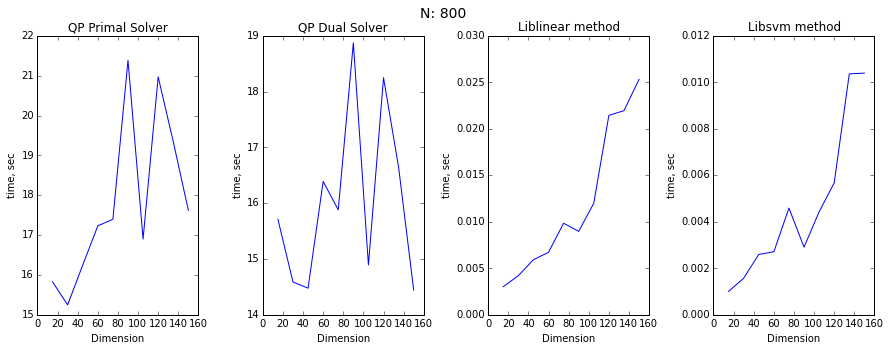 N: 800
QP Primal Solver
22
21
20
19
18
17
16
15
time, sec
0 20 40 60 80 100 120 140 160
Dimension
QP Dual Solver
19
18
17
16
15
14
time, sec
0 20 40 60 80 100 120 140 160
Dimension
Liblinear method
0.030
0.025
0.020
0.015
0.010
0.005
0.000
time, sec
0 20 40 60 80 100 120 140 160
Dimension
Libsvm method
0.012
0.010
0.008
0.006
0.004
0.002
0.000
time, sec
0 20 40 60 80 100 120 140 160
Dimension